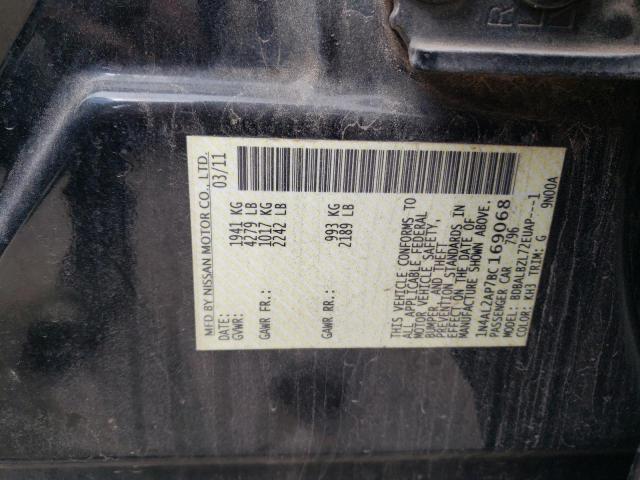 MFD BY NISSAN MOTOR CO., LTD.
03/11
GVWR: 1941 KG
4279 LB
GAWR FR: 1017 KG
2242 LB
GAWR RR: 993 KG
2189 LB
THIS VEHICLE CONFORMS TO
ALL APPLICABLE FEDERAL
MOTOR VEHICLE SAFETY,
BUMPER AND THEFT
PREVENTION STANDARDS IN
EFFECT ON THE DATE OF
MANUFACTURE SHOWN ABOVE.
1N4AL2AP7BC169068
PASSENGER CAR 796
MODEL: BDBALBZL72EUAP---1
COLOR: KH3 TRIM: G 9N00A